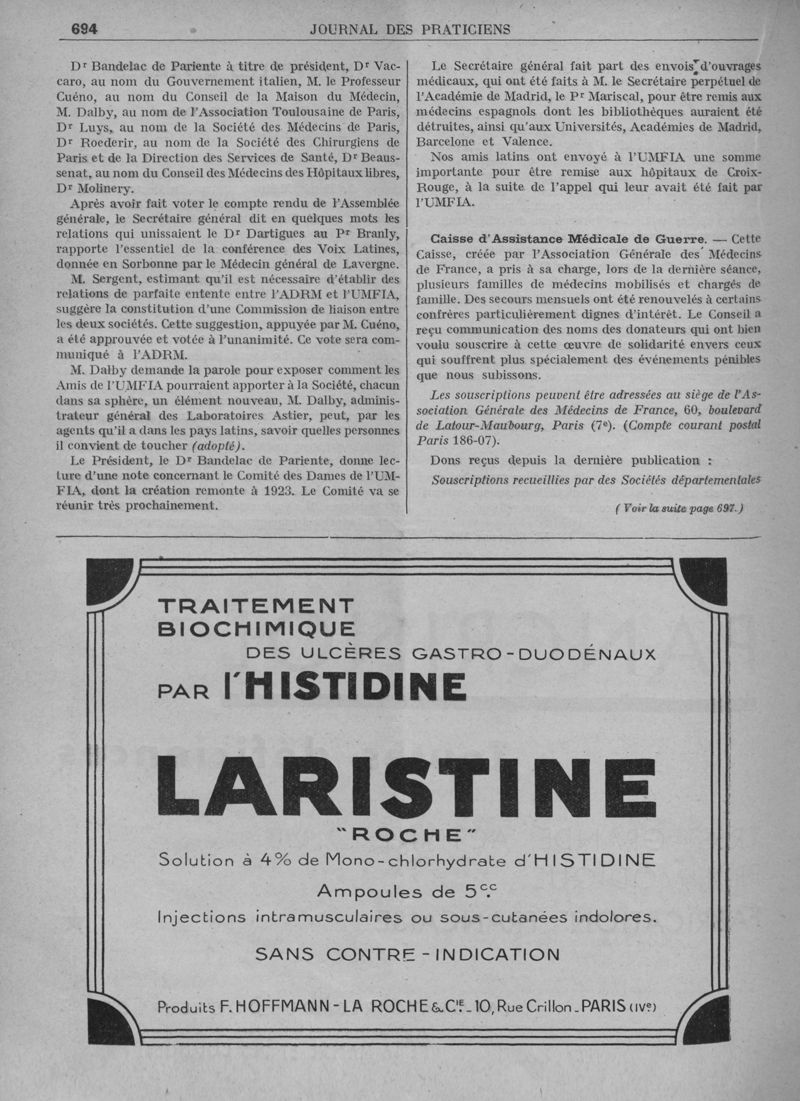 694
JOURNAL DES PRATICIENS
Dr Bandelac de Pariente à titre de président, Dr Vac-
caro, au nom du Gouvernement italien, M. le Professeur
Cuéno, au nom du Conseil de la Maison du Médecin,
M. Dalby, au nom de l'Association Toulousaine de Paris,
Dr Luys, au nom de la Société des Médecins de Paris,
Dr Roederir, au nom de la Société des Chirurgiens de
Paris et de la Direction des Services de Santé, Dr Beaus-
senat, au nom du Conseil des Médecins des Hôpitaux libres,
Dr Molinery.
Après avoir fait voter le compte rendu de l'Assemblée
générale, le Secrétaire général dit en quelques mots les
relations qui unissaient le Dr Dartigues au Pr Branly,
rapporte l'essentiel de la conférence des Voix Latines,
donnée en Sorbonne par le Médecin général de Lavergne.
M. Sergent, estimant qu'il est nécessaire d'établir des
relations de parfaite entente entre l'ADRM et l'UMFIA,
suggère la constitution d'une Commission de liaison entre
les deux sociétés. Cette suggestion, appuyée par M. Cuéno,
a été approuvée et votée à l'unanimité. Ce vote sera com-
muniqué à l'ADRM.
M. Dalby demande la parole pour exposer comment les
Amis de l'UMFIA pourraient apporter à la Société, chacun
dans sa sphère, un élément nouveau, M. Dalby, adminis-
trateur général des Laboratoires Astier, peut, par les
agents qu'il a dans les pays latins, savoir quelles personnes
il convient de toucher (adopté).
Le Président, le Dr Bandelac de Pariente, donne lec-
ture d'une note concernant le Comité des Dames de l'UM-
FIA, dont la création remonte à 1923. Le Comité va se
réunir très prochainement.
Le Secrétaire général fait part des envois d'ouvrages
médicaux, qui ont été faits à M. le Secrétaire perpétuel de
l'Académie de Madrid, le Pr Mariscal, pour être remis aux
médecins espagnols dont les bibliothèques auraient été
détruites, ainsi qu'aux Universités, Académies de Madrid,
Barcelone et Valence.
Nos amis latins ont envoyé à l'UMFIA une somme
importante pour être remise aux hôpitaux de Croix-
Rouge, à la suite de l'appel qui leur avait été fait par
l'UMFIA.
Caisse d'Assistance Médicale de Guerre. — Cette
Caisse, créée par l'Association Générale des Médecins
de France, a pris à sa charge, lors de la dernière séance,
plusieurs familles de médecins mobilisés et chargés de
famille. Des secours mensuels ont été renouvelés à certains
confrères particulièrement dignes d'intérêt. Le Conseil a
reçu communication des noms des donateurs qui ont bien
voulu souscrire à cette œuvre de solidarité envers ceux
qui souffrent plus spécialement des événements pénibles
que nous subissons.
Les souscriptions peuvent être adressées au siège de l'As-
sociation Générale des Médecins de France, 60, boulevard
de Latour-Maubourg, Paris (7e). (Compte courant postal
Paris 186-07).
Dons reçus depuis la dernière publication :
Souscriptions recueillies par des Sociétés départementales
(Voir la suite page 697.)
TRAITEMENT
BIOCHIMIQUE
DES ULCÈRES GASTRO-DUODÉNAUX
PAR l'HISTIDINE
LARISTINE
"ROCHE"
Solution à 4% de Mono-chlorhydrate d'HISTIDINE
Ampoules de 5cc.
Injections intramusculaires ou sous-cutanées indolores.
SANS CONTRE-INDICATION
Produits F. HOFFMANN-LA ROCHE & Cie. 10, Rue Crillon. PARIS (IVe)